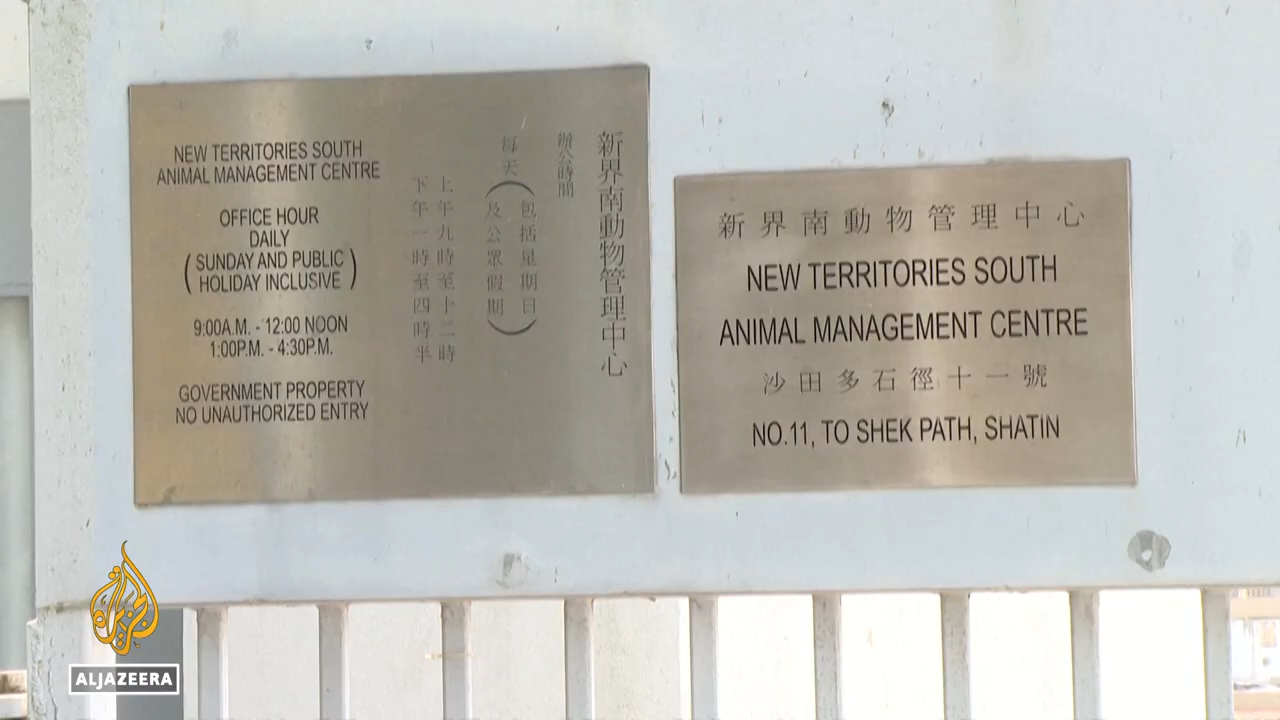 NEW TERRITORIES SOUTH
ANIMAL MANAGEMENT CENTRE
OFFICE HOUR
DAILY
(SUNDAY AND PUBLIC
HOLIDAY INCLUSIVE)
9:00A.M. - 12:00 NOON
1:00P.M. - 4:30P.M.
GOVERNMENT PROPERTY
NO UNAUTHORIZED ENTRY
新界南動物管理中心
辦公時間
每天(包括星期日
及公眾假期)
上午九時至十二時
下午一時至四時半
新界南動物管理中心
NEW TERRITORIES SOUTH
ANIMAL MANAGEMENT CENTRE
沙田多石徑十一號
NO.11, TO SHEK PATH, SHATIN
الجزيرة
ALJAZEERA